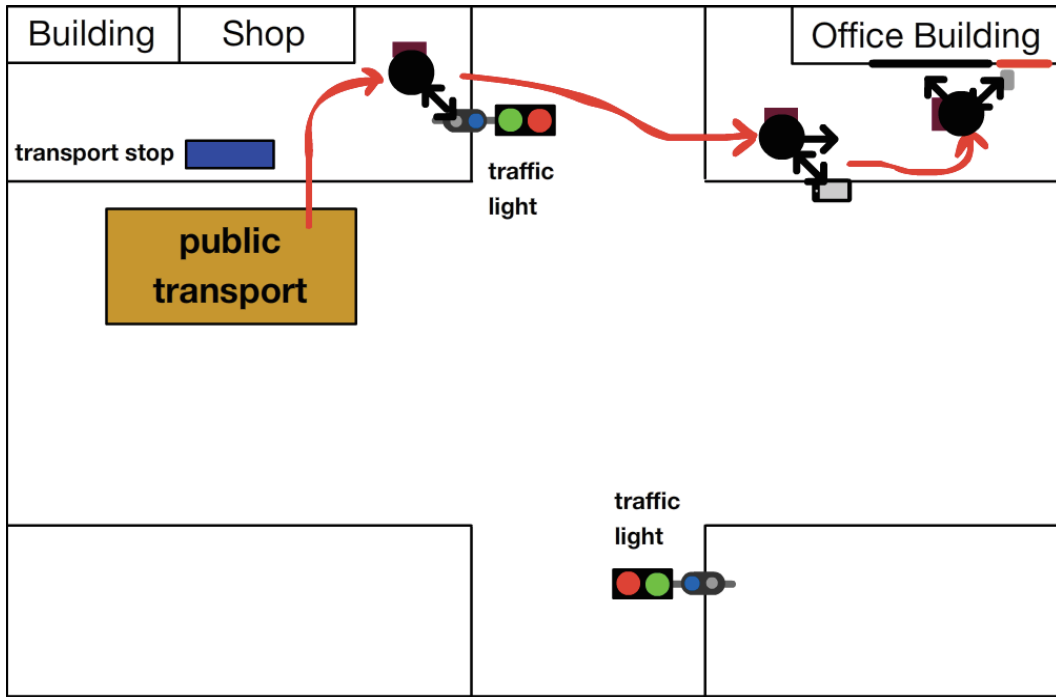 Building
Shop
Office Building
transport stop
traffic
light
public
transport
traffic
light